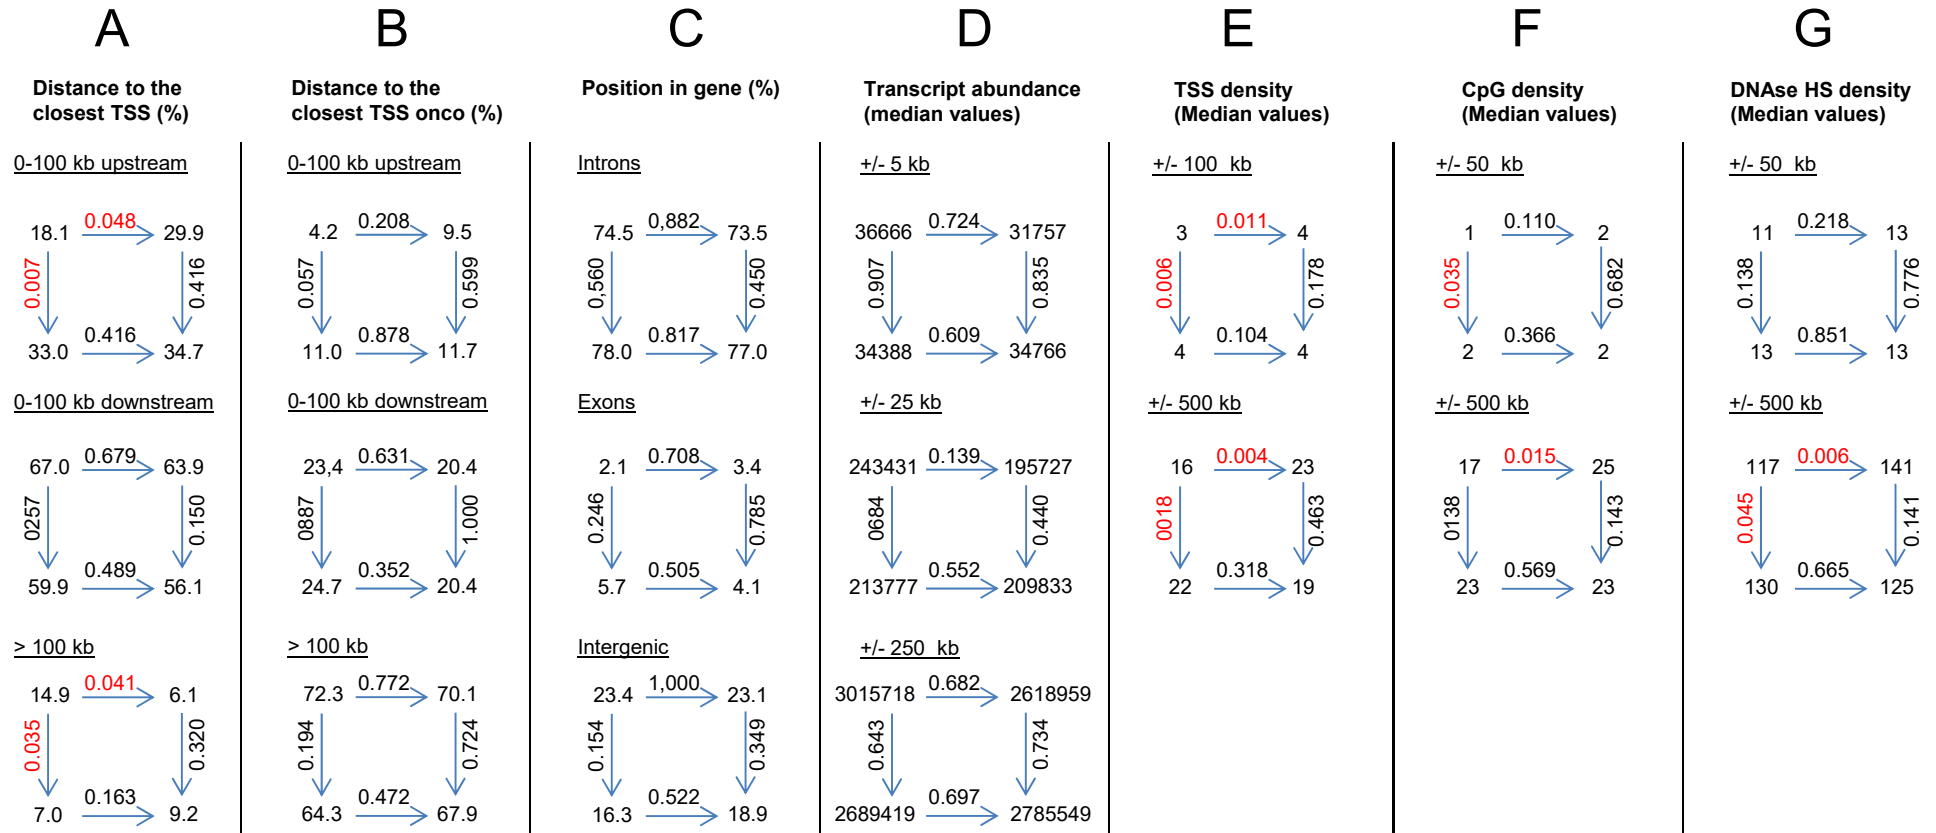 A
B
C
D
E
F
G
Distance to the
closest TSS (%)
Distance to the
closest TSS onco (%)
Position in gene (%)
Transcript abundance
(median values)
TSS density
(Median values)
CpG density
(Median values)
DNAse HS density
(Median values)
0-100 kb upstream
18.1 0.048 29.9
0.007
0.416
33.0 0.416 34.7
0-100 kb downstream
67.0 0.679 63.9
0257
0.150
59.9 0.489 56.1
> 100 kb
14.9 0.041 6.1
0.035
0.320
7.0 0.163 9.2
0-100 kb upstream
4.2 0.208 9.5
0.057
0.599
11.0 0.878 11.7
0-100 kb downstream
23,4 0.631 20.4
0887
1.000
24.7 0.352 20.4
> 100 kb
72.3 0.772 70.1
0.194
0.724
64.3 0.472 67.9
Introns
74.5 0,882 73.5
0,560
0.450
78.0 0.817 77.0
Exons
2.1 0.708 3.4
0.246
0.785
5.7 0.505 4.1
Intergenic
23.4 1,000 23.1
0.154
0.349
16.3 0.522 18.9
+/- 5 kb
36666 0.724 31757
0.907
0.835
34388 0.609 34766
+/- 25 kb
243431 0.139 195727
0684
0.440
213777 0.552 209833
+/- 250 kb
3015718 0.682 2618959
0.643
0.734
2689419 0.697 2785549
+/- 100 kb
3 0.011 4
0.006
0.178
4 0.104 4
+/- 500 kb
16 0.004 23
0018
0.463
22 0.318 19
+/- 50 kb
1 0.110 2
0.035
0.682
2 0.366 2
+/- 500 kb
17 0.015 25
0138
0.143
23 0.569 23
+/- 50 kb
11 0.218 13
0.138
0.776
13 0.851 13
+/- 500 kb
117 0.006 141
0.045
0.141
130 0.665 125